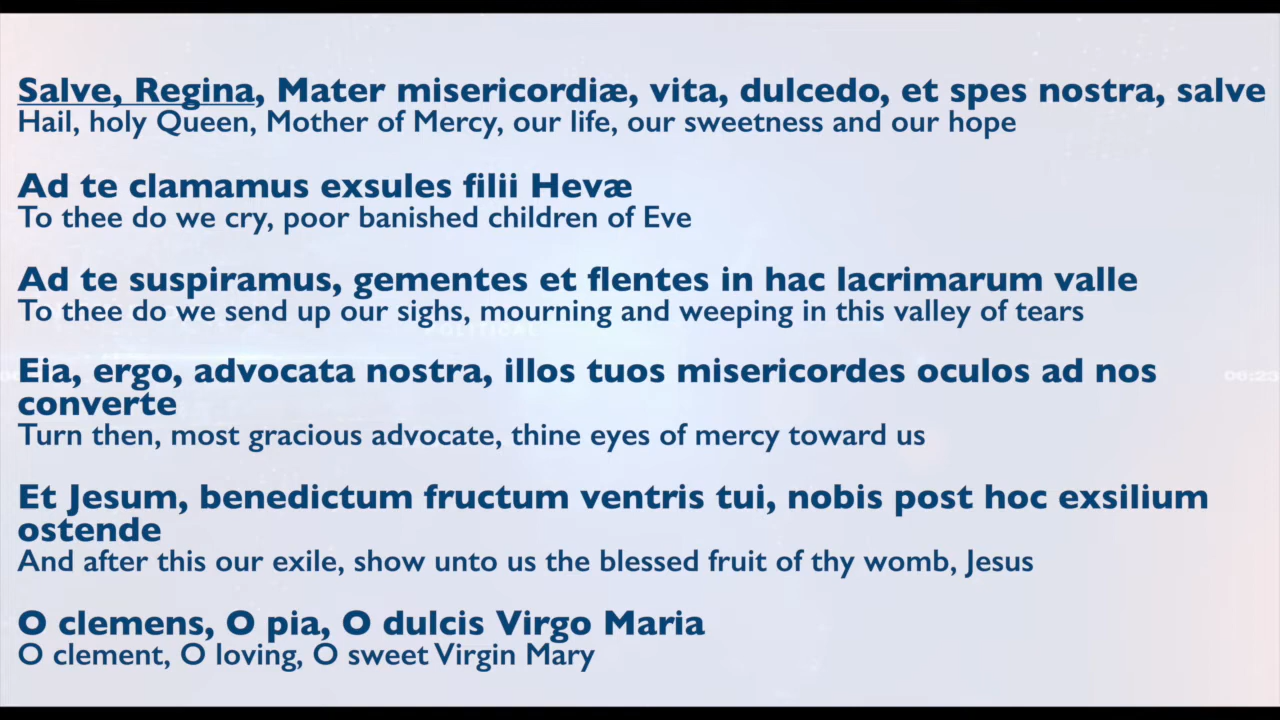 Salve, Regina, Mater misericordiæ, vita, dulcedo, et spes nostra, salve
Hail, holy Queen, Mother of Mercy, our life, our sweetness and our hope
Ad te clamamus exsules filii Hevæ
To thee do we cry, poor banished children of Eve
Ad te suspiramus, gementes et flentes in hac lacrimarum valle
To thee do we send up our sighs, mourning and weeping in this valley of tears
Eia, ergo, advocata nostra, illos tuos misericordes oculos ad nos
converte
Turn then, most gracious advocate, thine eyes of mercy toward us
Et Jesum, benedictum fructum ventris tui, nobis post hoc exsilium
ostende
And after this our exile, show unto us the blessed fruit of thy womb, Jesus
O clemens, O pia, O dulcis Virgo Maria
O clement, O loving, O sweet Virgin Mary